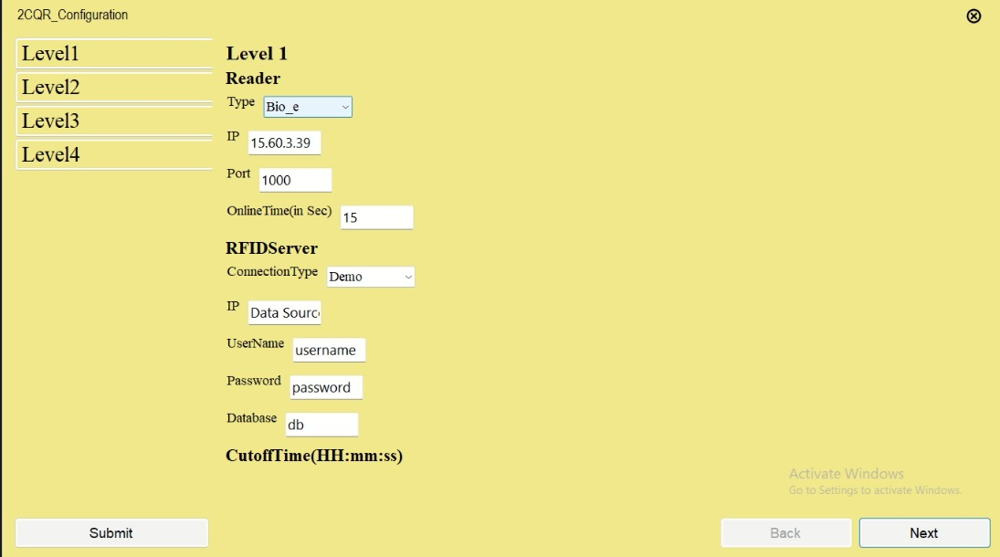 2CQR_Configuration
Level1
Level2
Level3
Level4
Level 1
Reader
Type Bio_e
IP 15.60.3.39
Port 1000
OnlineTime(in Sec) 15
RFIDServer
ConnectionType Demo
IP Data Sourc
UserName username
Password password
Database db
CutoffTime(HH:mm:ss)
Activate Windows
Go to Settings to activate Windows.
Submit Back Next